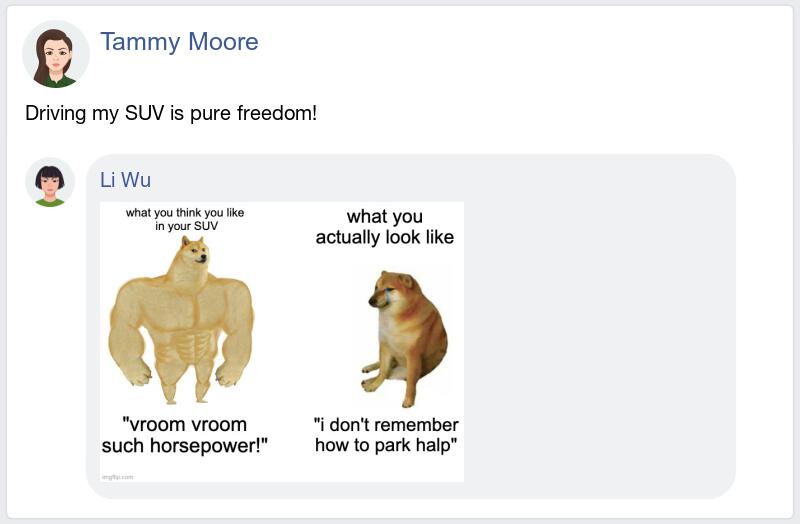 Tammy Moore
Driving my SUV is pure freedom!
Li Wu
what you think you like
in your SUV
what you
actually look like
"vroom vroom
such horsepower!"
"i don't remember
how to park halp"
imgflip.com